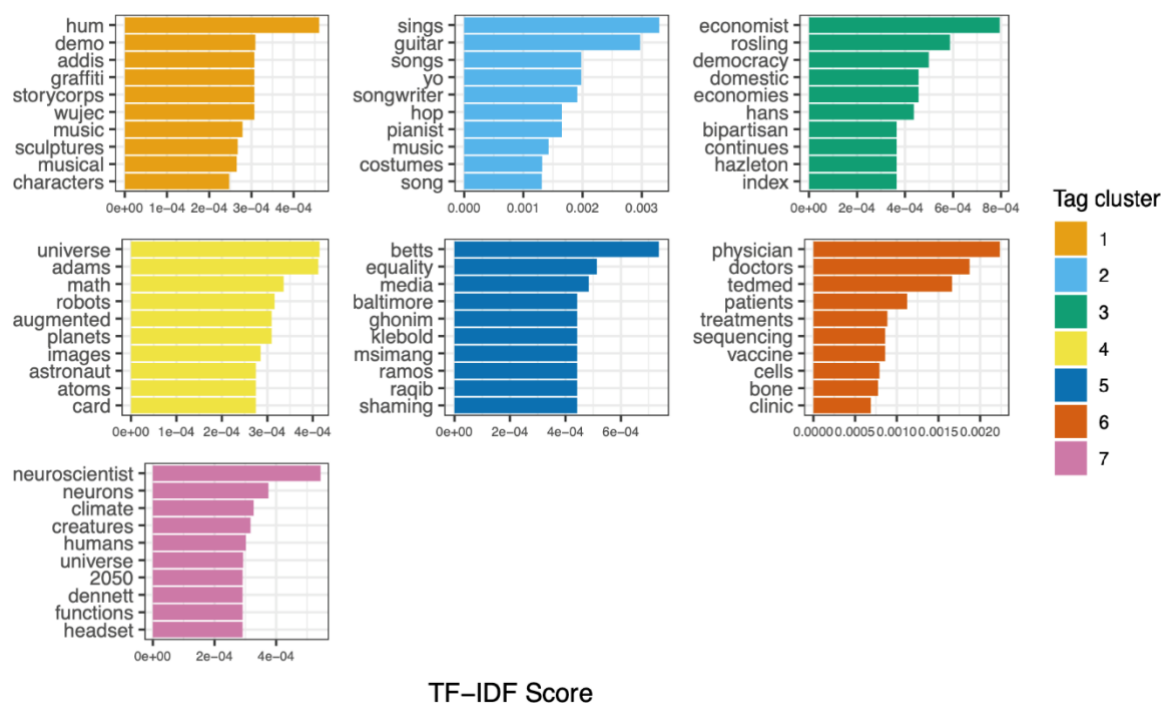 hum
demo
addis
graffiti
storycorps
wujec
music
sculptures
musical
characters
0e+00 1e-04 2e-04 3e-04 4e-04
sings
guitar
songs
yo
songwriter
hop
pianist
music
costumes
song
0.000 0.001 0.002 0.003
economist
rosling
democracy
domestic
economies
hans
bipartisan
continues
hazleton
index
0e+00 2e-04 4e-04 6e-04 8e-04
universe
adams
math
robots
augmented
planets
images
astronaut
atoms
card
0e+00 1e-04 2e-04 3e-04 4e-04
betts
equality
media
baltimore
ghonim
klebold
msimang
ramos
raqib
shaming
0e+00 2e-04 4e-04 6e-04
physician
doctors
tedmed
patients
treatments
sequencing
vaccine
cells
bone
clinic
0.0000 0.0005 0.0010 0.0015 0.0020
neuroscientist
neurons
climate
creatures
humans
universe
2050
dennett
functions
headset
0e+00 2e-04 4e-04
TF−IDF Score
Tag cluster
1
2
3
4
5
6
7